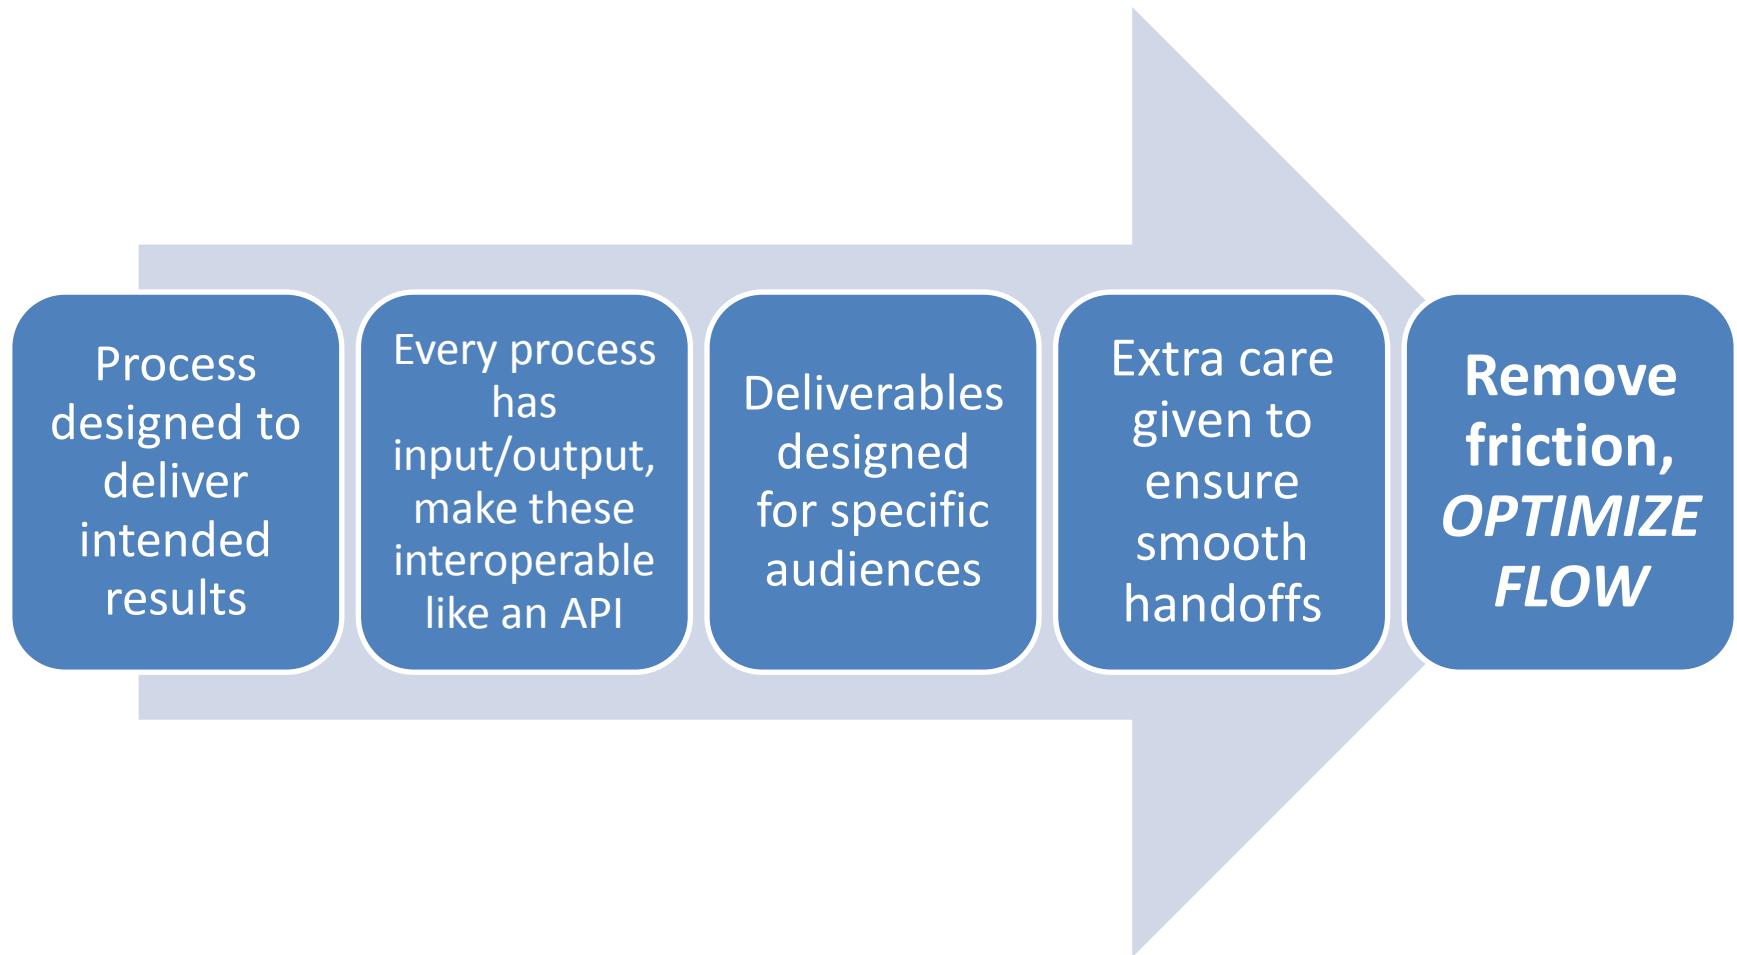 Process
designed to
deliver
intended
results
Every process
has
input/output,
make these
interoperable
like an API
Deliverables
designed
for specific
audiences
Extra care
given to
ensure
smooth
handoffs
Remove
friction,
OPTIMIZE
FLOW